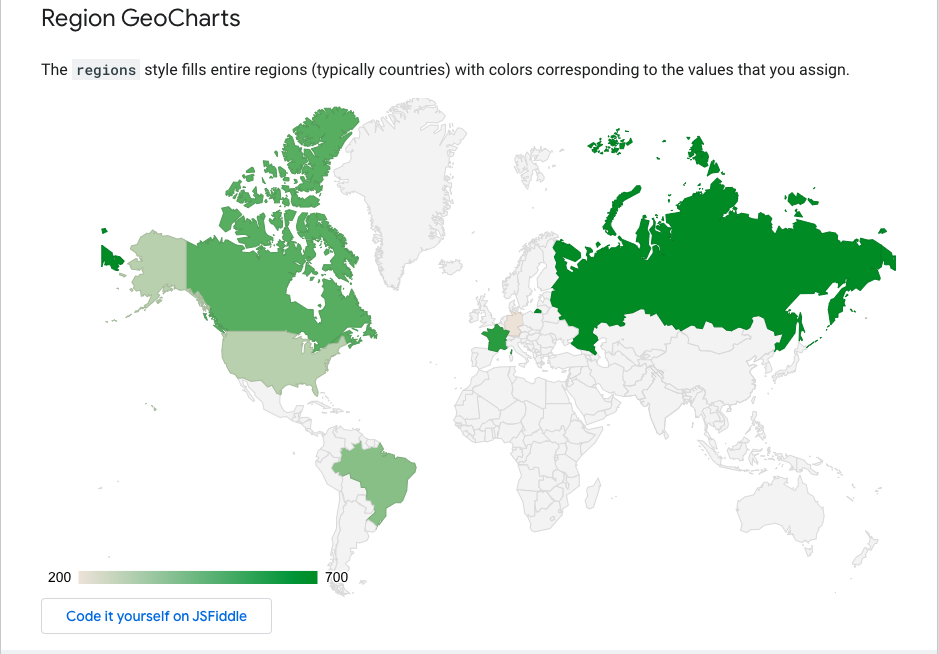 Region GeoCharts
The regions style fills entire regions (typically countries) with colors corresponding to the values that you assign.
200 700
Code it yourself on JSFiddle